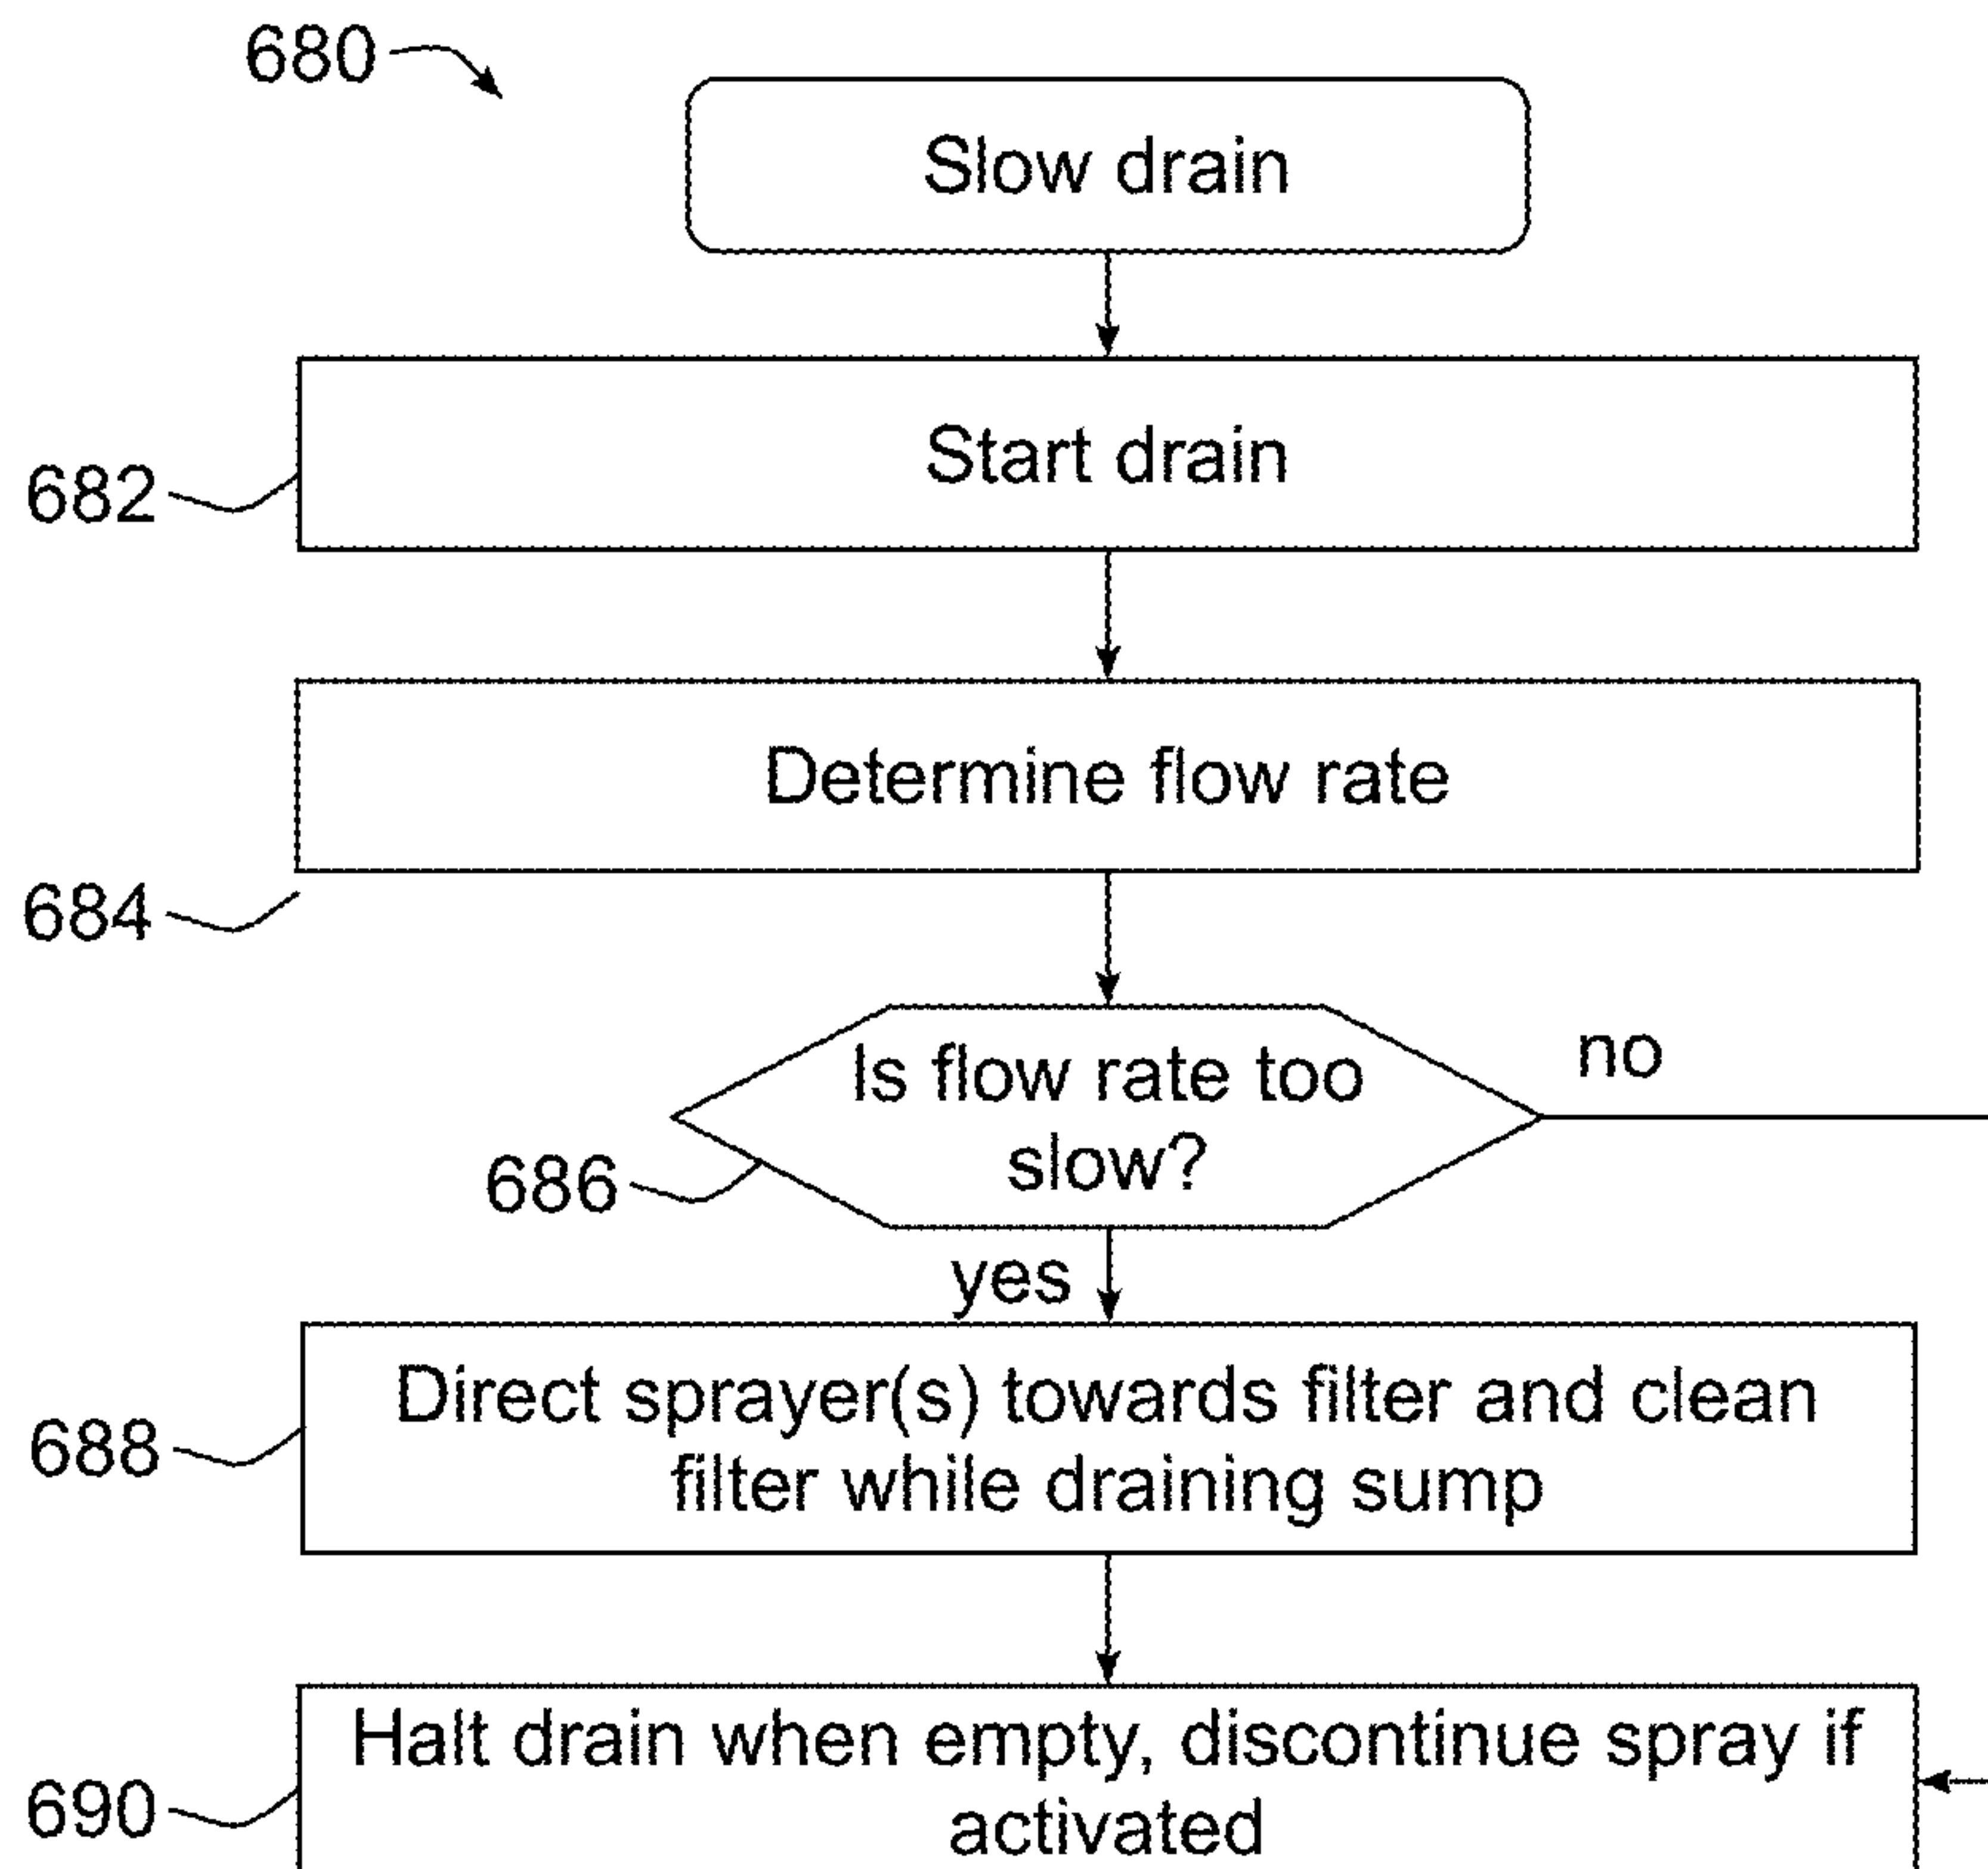 680
Slow drain
Start drain
682
Determine flow rate
684
Is flow rate too
slow?
no
686
yes
Direct sprayer(s) towards filter and clean
filter while draining sump
688
Halt drain when empty, discontinue spray if
activated
690